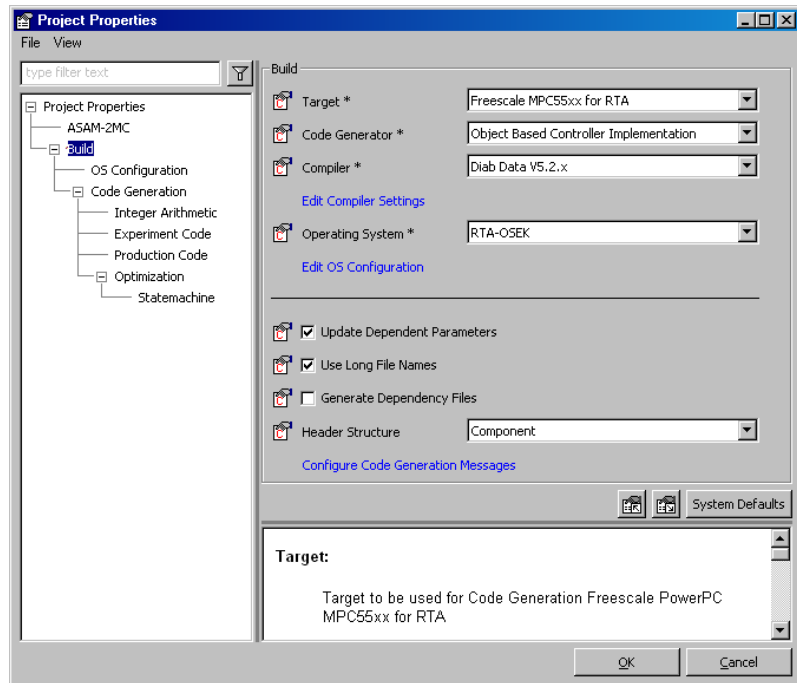 Project Properties
File View
type filter text
Project Properties
ASAM-2MC
Build
OS Configuration
Code Generation
Integer Arithmetic
Experiment Code
Production Code
Optimization
Statemachine
Build
Target * Freescale MPC55xx for RTA
Code Generator * Object Based Controller Implementation
Compiler * Diab Data V5.2.x
Edit Compiler Settings
Operating System * RTA-OSEK
Edit OS Configuration
Update Dependent Parameters
Use Long File Names
Generate Dependency Files
Header Structure Component
Configure Code Generation Messages
System Defaults
Target:
Target to be used for Code Generation Freescale PowerPC
MPC55xx for RTA
OK Cancel